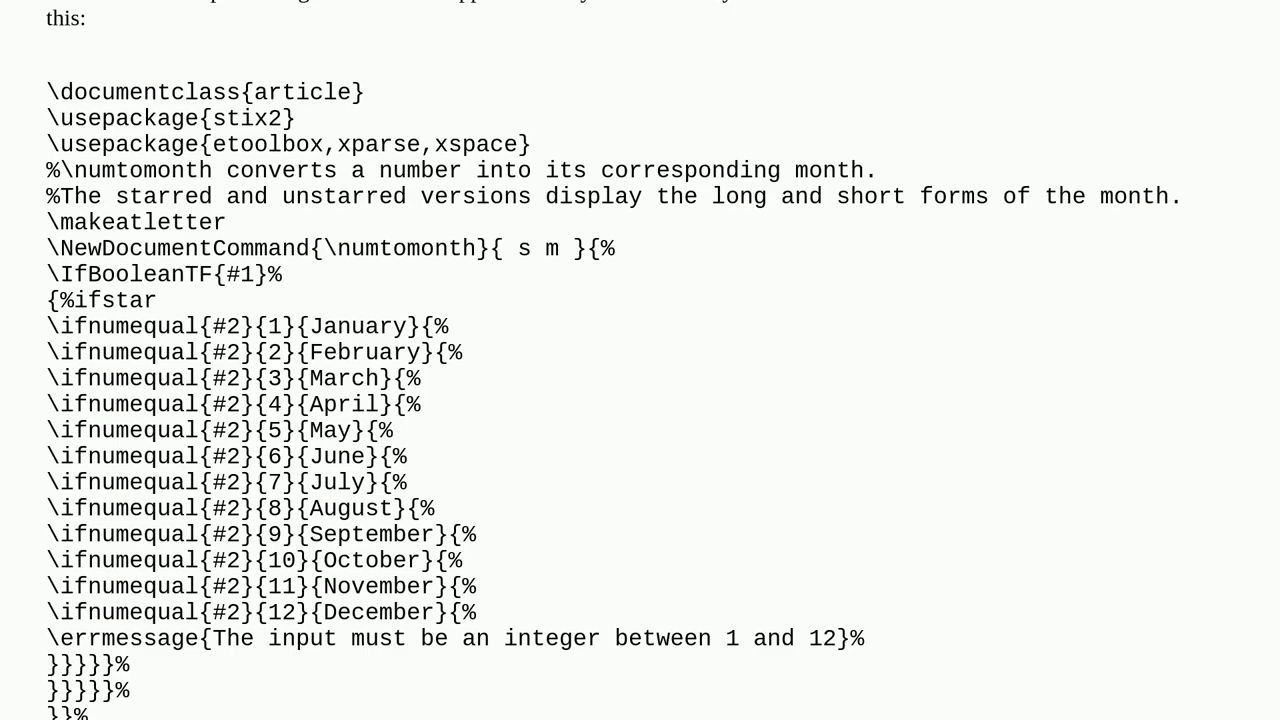 this:
\documentclass{article}
\usepackage{stix2}
\usepackage{etoolbox,xparse,xspace}
%\numtomonth converts a number into its corresponding month.
%The starred and unstarred versions display the long and short forms of the month.
\makeatletter
\NewDocumentCommand{\numtomonth}{ s m }{%
\IfBooleanTF{#1}%
{%ifstar
\ifnumequal{#2}{1}{January}{%
\ifnumequal{#2}{2}{February}{%
\ifnumequal{#2}{3}{March}{%
\ifnumequal{#2}{4}{April}{%
\ifnumequal{#2}{5}{May}{%
\ifnumequal{#2}{6}{June}{%
\ifnumequal{#2}{7}{July}{%
\ifnumequal{#2}{8}{August}{%
\ifnumequal{#2}{9}{September}{%
\ifnumequal{#2}{10}{October}{%
\ifnumequal{#2}{11}{November}{%
\ifnumequal{#2}{12}{December}{%
\errmessage{The input must be an integer between 1 and 12}%
}}}}}%
}}}}}%
}}%